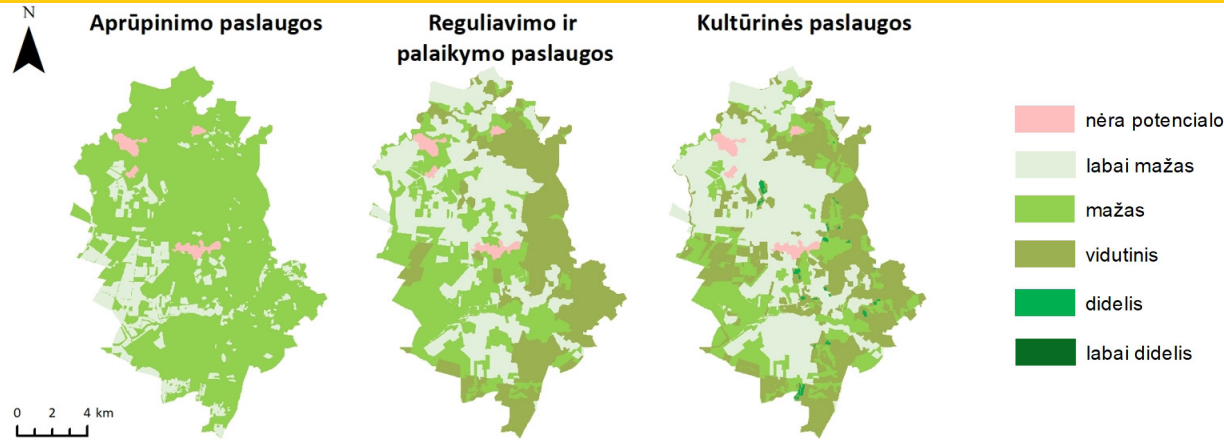 N
Aprūpinimo paslaugos
Reguliavimo ir
palaikymo paslaugos
Kultūrinės paslaugos
nėra potencialo
labai mažas
mažas
vidutinis
didelis
labai didelis
0 2 4 km